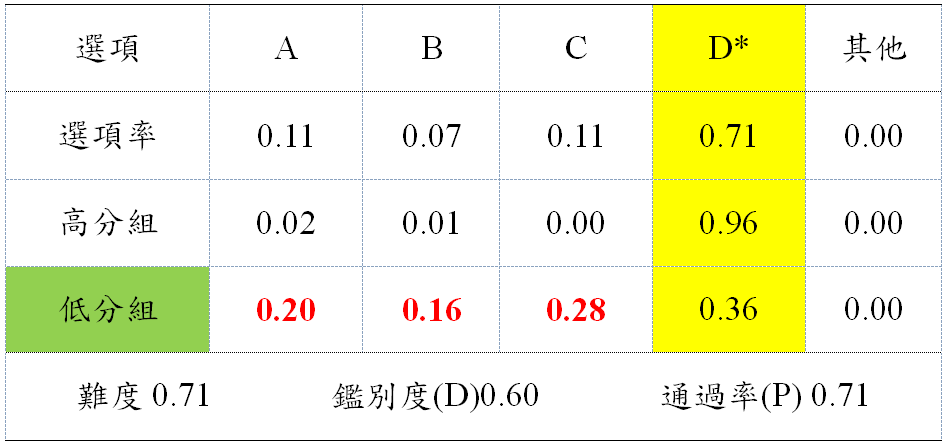 選項 A B C D* 其他
選項率 0.11 0.07 0.11 0.71 0.00
高分組 0.02 0.01 0.00 0.96 0.00
低分組 0.20 0.16 0.28 0.36 0.00
難度 0.71 鑑別度(D)0.60 通過率(P) 0.71